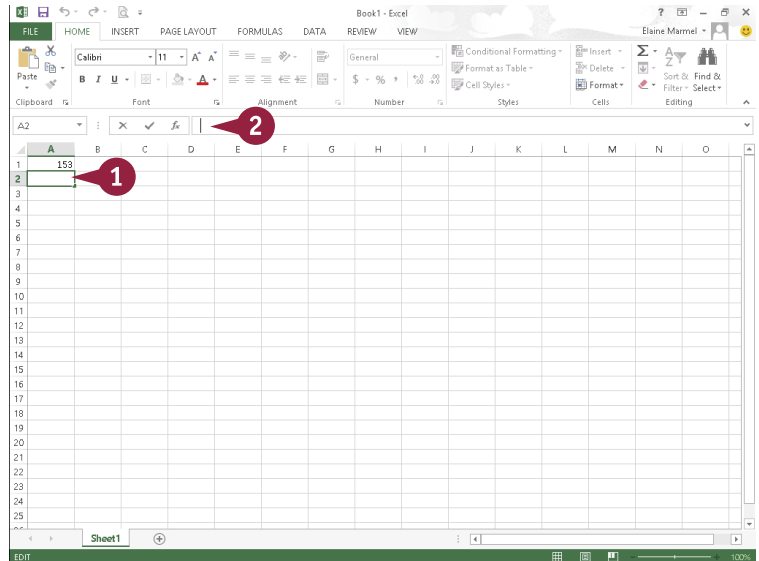 Book1 - Excel
FILE HOME INSERT PAGE LAYOUT FORMULAS DATA REVIEW VIEW Elaine Marmel
Calibri 11 A A General Conditional Formatting Insert Σ A Z
Paste Format as Table Delete Sort & Find &
B I U A $ % , .00 Cell Styles Format Filter Select
Clipboard Font Alignment Number Styles Cells Editing
A2 fx 2
A B C D E F G H I J K L M N O
1 153
2 1
3
4
5
6
7
8
9
10
11
12
13
14
15
16
17
18
19
20
21
22
23
24
25
Sheet1
EDIT 100%